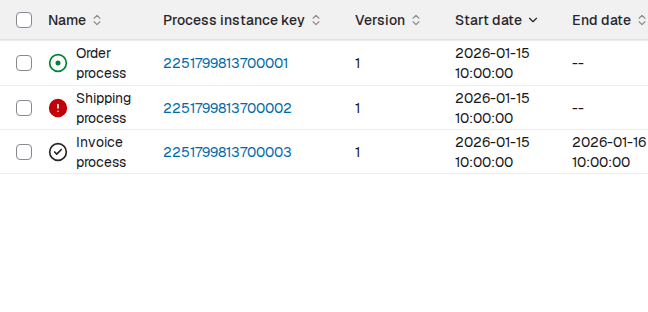 Name Process instance key Version Start date End date
Order process 2251799813700001 1 2026-01-15 10:00:00 --
Shipping process 2251799813700002 1 2026-01-15 10:00:00 --
Invoice process 2251799813700003 1 2026-01-15 10:00:00 2026-01-16 10:00:00